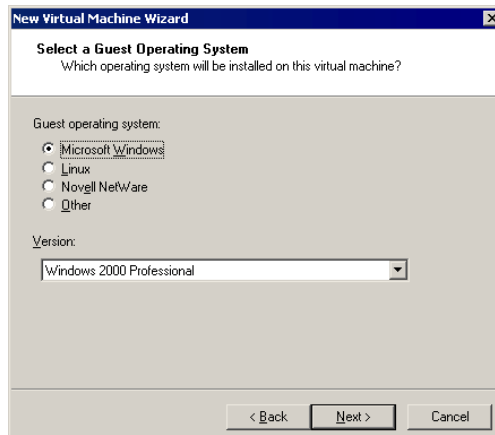 New Virtual Machine Wizard
Select a Guest Operating System
Which operating system will be installed on this virtual machine?
Guest operating system:
Microsoft Windows
Linux
Novell NetWare
Other
Version:
Windows 2000 Professional
< Back Next > Cancel